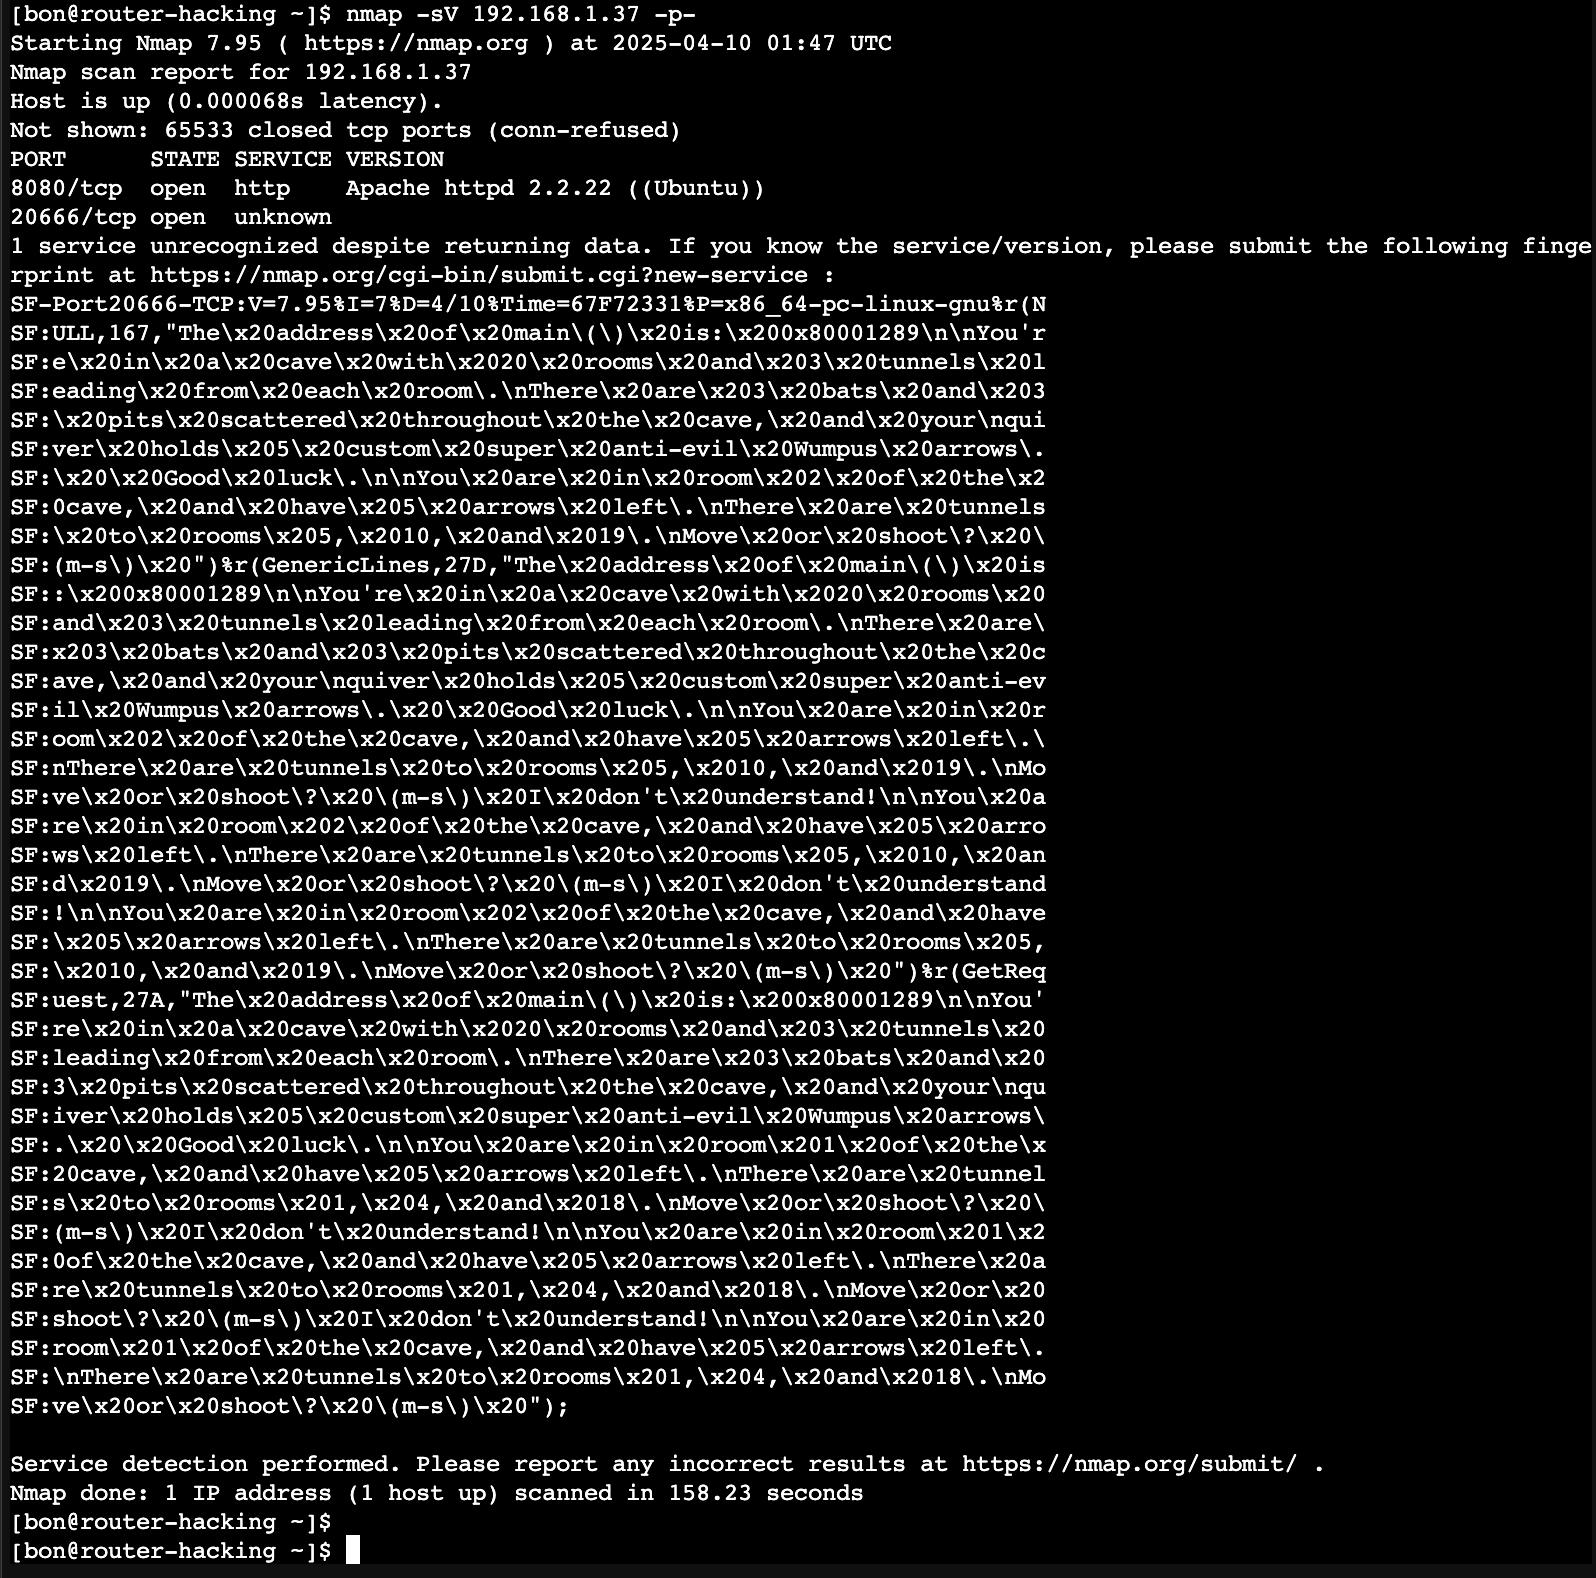 [bon@router-hacking ~]$ nmap -sV 192.168.1.37 -p-
Starting Nmap 7.95 ( https://nmap.org ) at 2025-04-10 01:47 UTC
Nmap scan report for 192.168.1.37
Host is up (0.000068s latency).
Not shown: 65533 closed tcp ports (conn-refused)
PORT      STATE SERVICE VERSION
8080/tcp  open  http    Apache httpd 2.2.22 ((Ubuntu))
20666/tcp open  unknown
1 service unrecognized despite returning data. If you know the service/version, please submit the following finge
rprint at https://nmap.org/cgi-bin/submit.cgi?new-service :
SF-Port20666-TCP:V=7.95%I=7%D=4/10%Time=67F72331%P=x86_64-pc-linux-gnu%r(N
SF:ULL,167,"The\x20address\x20of\x20main\(\)\x20is:\x200x80001289\n\nYou'r
SF:e\x20in\x20a\x20cave\x20with\x2020\x20rooms\x20and\x203\x20tunnels\x20l
SF:eading\x20from\x20each\x20room\.\nThere\x20are\x203\x20bats\x20and\x203
SF:\x20pits\x20scattered\x20throughout\x20the\x20cave,\x20and\x20your\nqui
SF:ver\x20holds\x205\x20custom\x20super\x20anti-evil\x20Wumpus\x20arrows\.
SF:\x20\x20Good\x20luck\.\n\nYou\x20are\x20in\x20room\x202\x20of\x20the\x2
SF:0cave,\x20and\x20have\x205\x20arrows\x20left\.\nThere\x20are\x20tunnels
SF:\x20to\x20rooms\x205,\x2010,\x20and\x2019\.\nMove\x20or\x20shoot\?\x20\
SF:(m-s\)\x20")%r(GenericLines,27D,"The\x20address\x20of\x20main\(\)\x20is
SF::\x200x80001289\n\nYou're\x20in\x20a\x20cave\x20with\x2020\x20rooms\x20
SF:and\x203\x20tunnels\x20leading\x20from\x20each\x20room\.\nThere\x20are\
SF:x203\x20bats\x20and\x203\x20pits\x20scattered\x20throughout\x20the\x20c
SF:ave,\x20and\x20your\nquiver\x20holds\x205\x20custom\x20super\x20anti-ev
SF:il\x20Wumpus\x20arrows\.\x20\x20Good\x20luck\.\n\nYou\x20are\x20in\x20r
SF:oom\x202\x20of\x20the\x20cave,\x20and\x20have\x205\x20arrows\x20left\.\
SF:nThere\x20are\x20tunnels\x20to\x20rooms\x205,\x2010,\x20and\x2019\.\nMo
SF:ve\x20or\x20shoot\?\x20\(m-s\)\x20I\x20don't\x20understand!\n\nYou\x20a
SF:re\x20in\x20room\x202\x20of\x20the\x20cave,\x20and\x20have\x205\x20arro
SF:ws\x20left\.\nThere\x20are\x20tunnels\x20to\x20rooms\x205,\x2010,\x20an
SF:d\x2019\.\nMove\x20or\x20shoot\?\x20\(m-s\)\x20I\x20don't\x20understand
SF:!\n\nYou\x20are\x20in\x20room\x202\x20of\x20the\x20cave,\x20and\x20have
SF:\x205\x20arrows\x20left\.\nThere\x20are\x20tunnels\x20to\x20rooms\x205,
SF:\x2010,\x20and\x2019\.\nMove\x20or\x20shoot\?\x20\(m-s\)\x20")%r(GetReq
SF:uest,27A,"The\x20address\x20of\x20main\(\)\x20is:\x200x80001289\n\nYou'
SF:re\x20in\x20a\x20cave\x20with\x2020\x20rooms\x20and\x203\x20tunnels\x20
SF:leading\x20from\x20each\x20room\.\nThere\x20are\x203\x20bats\x20and\x20
SF:3\x20pits\x20scattered\x20throughout\x20the\x20cave,\x20and\x20your\nqu
SF:iver\x20holds\x205\x20custom\x20super\x20anti-evil\x20Wumpus\x20arrows\
SF:.\x20\x20Good\x20luck\.\n\nYou\x20are\x20in\x20room\x201\x20of\x20the\x
SF:20cave,\x20and\x20have\x205\x20arrows\x20left\.\nThere\x20are\x20tunnel
SF:s\x20to\x20rooms\x201,\x204,\x20and\x2018\.\nMove\x20or\x20shoot\?\x20\
SF:(m-s\)\x20I\x20don't\x20understand!\n\nYou\x20are\x20in\x20room\x201\x2
SF:0of\x20the\x20cave,\x20and\x20have\x205\x20arrows\x20left\.\nThere\x20a
SF:re\x20tunnels\x20to\x20rooms\x201,\x204,\x20and\x2018\.\nMove\x20or\x20
SF:shoot\?\x20\(m-s\)\x20I\x20don't\x20understand!\n\nYou\x20are\x20in\x20
SF:room\x201\x20of\x20the\x20cave,\x20and\x20have\x205\x20arrows\x20left\.
SF:\nThere\x20are\x20tunnels\x20to\x20rooms\x201,\x204,\x20and\x2018\.\nMo
SF:ve\x20or\x20shoot\?\x20\(m-s\)\x20");

Service detection performed. Please report any incorrect results at https://nmap.org/submit/ .
Nmap done: 1 IP address (1 host up) scanned in 158.23 seconds
[bon@router-hacking ~]$
[bon@router-hacking ~]$